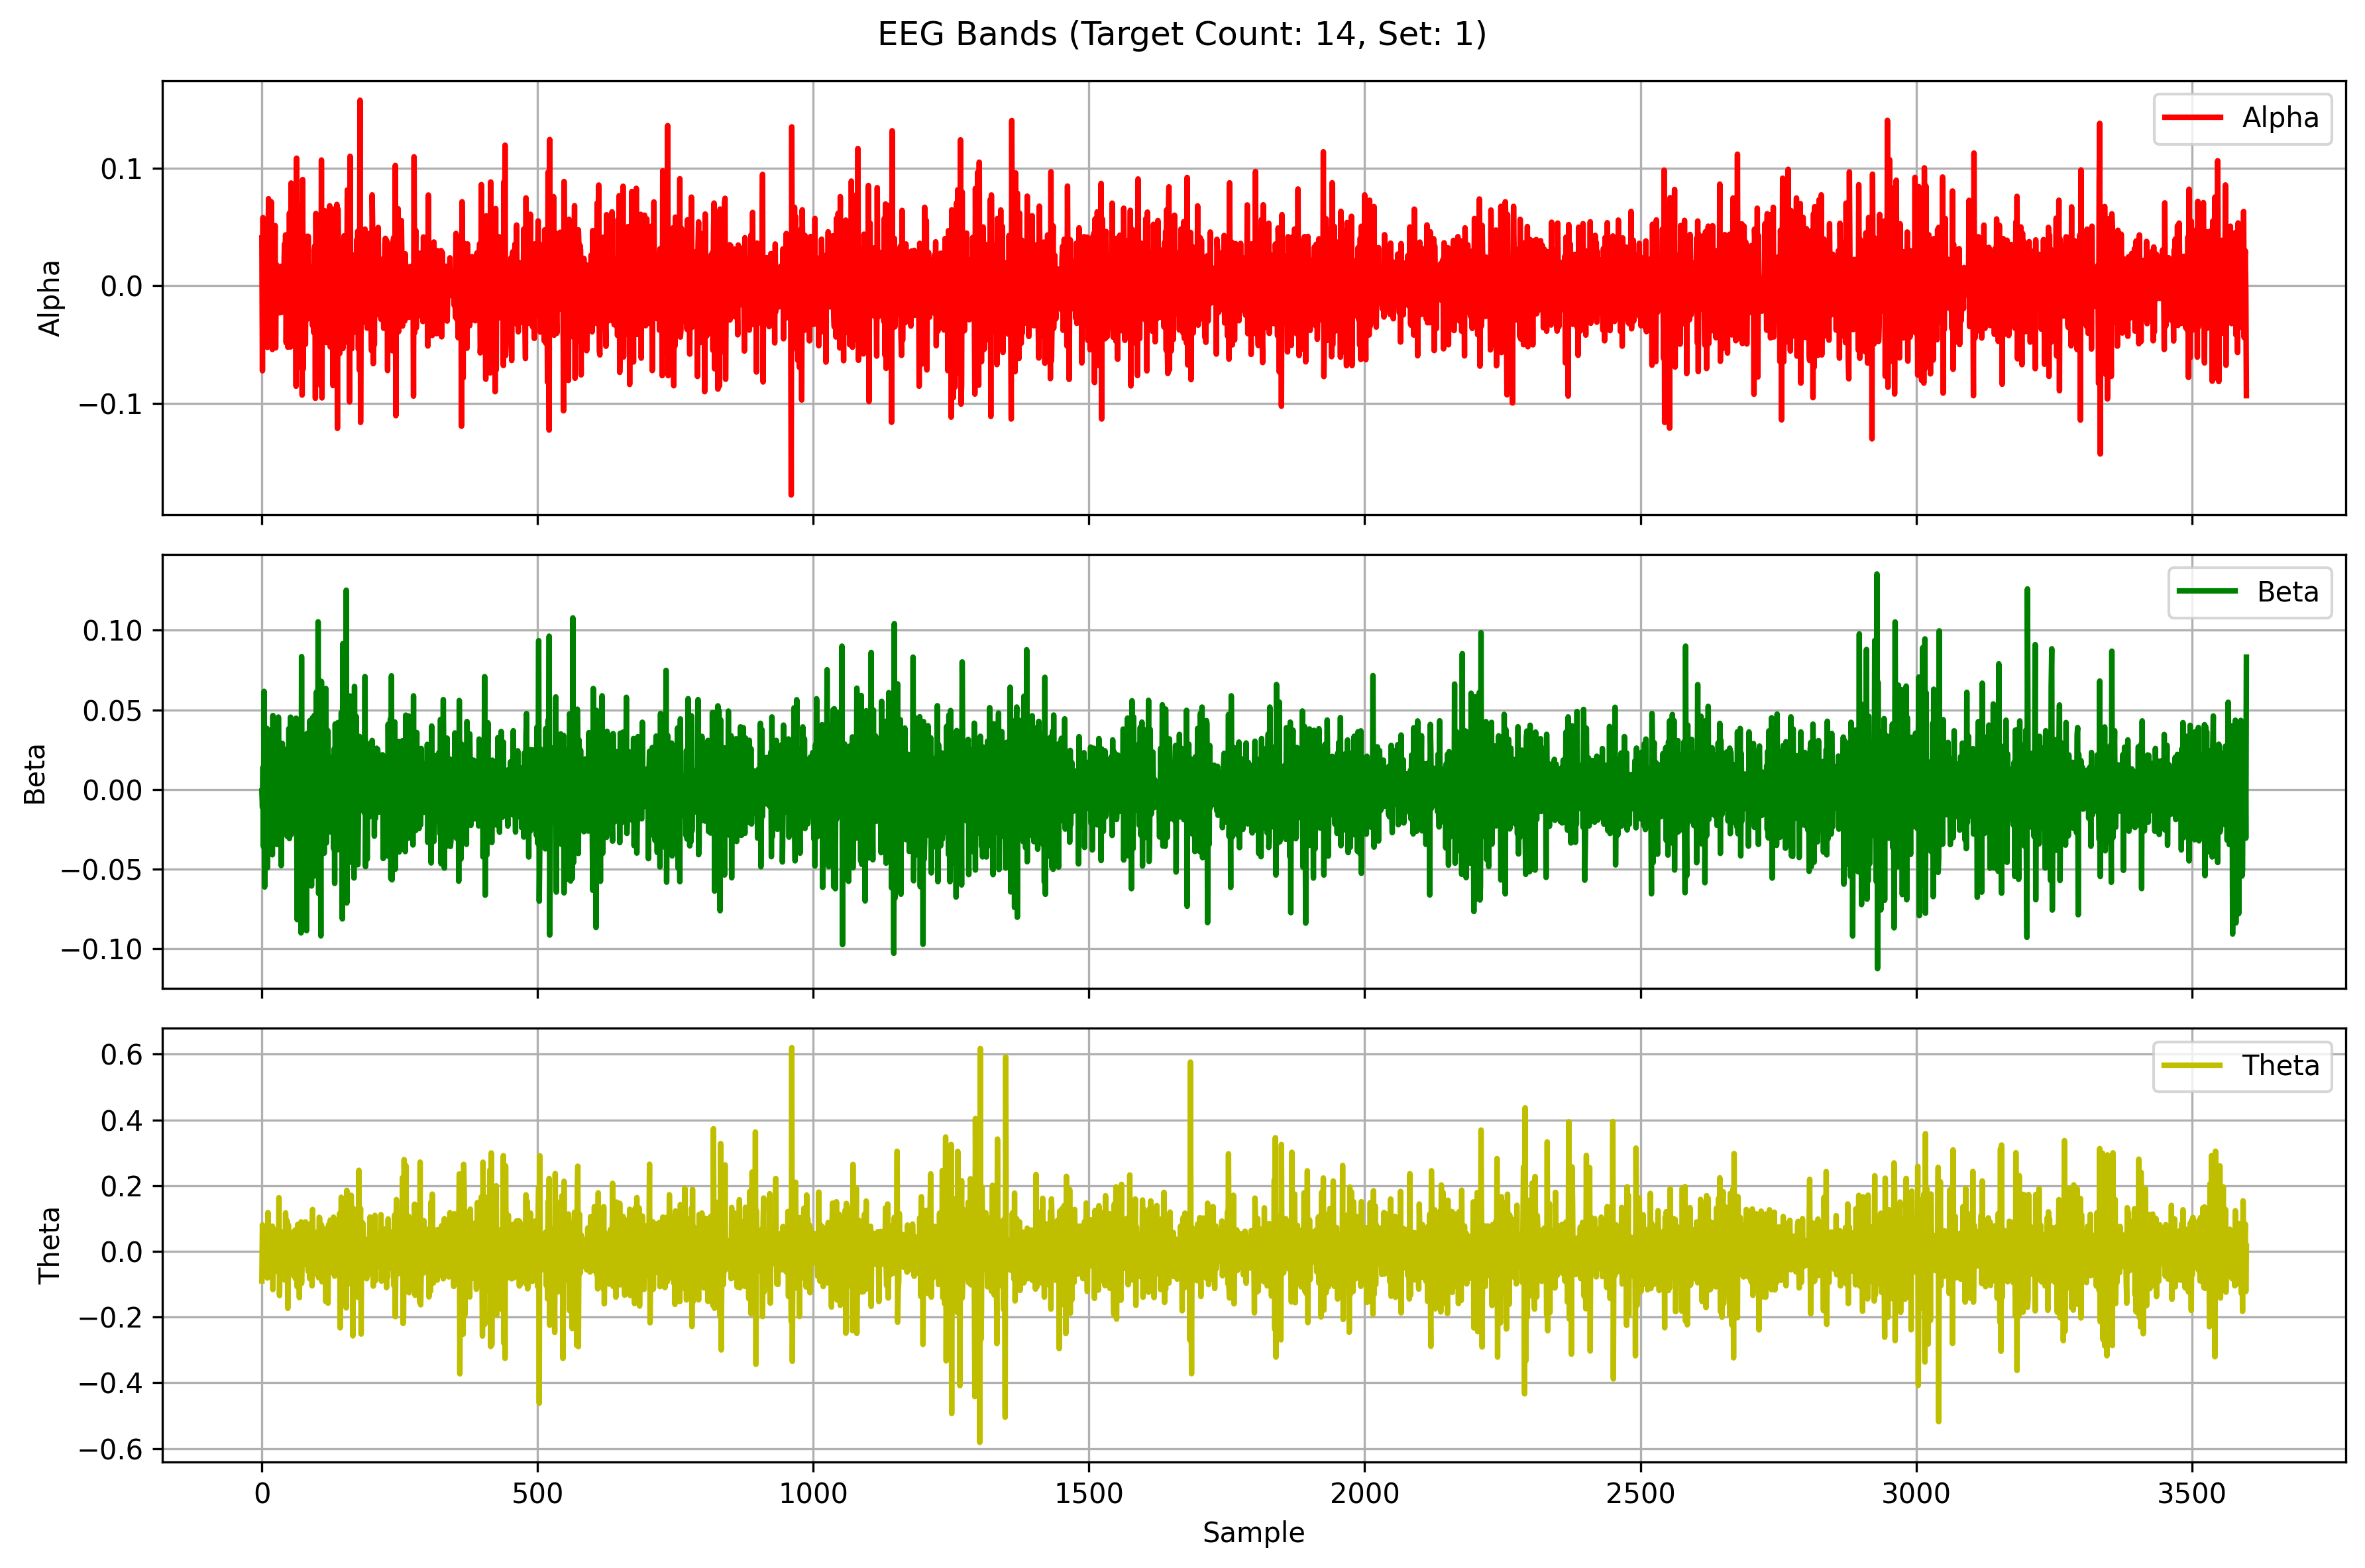 EEG Bands (Target Count: 14, Set: 1)
Alpha
0.1
0.0
−0.1
Alpha
Beta
0.10
0.05
0.00
−0.05
−0.10
Beta
Theta
0.6
0.4
0.2
0.0
−0.2
−0.4
−0.6
Theta
0 500 1000 1500 2000 2500 3000 3500
Sample